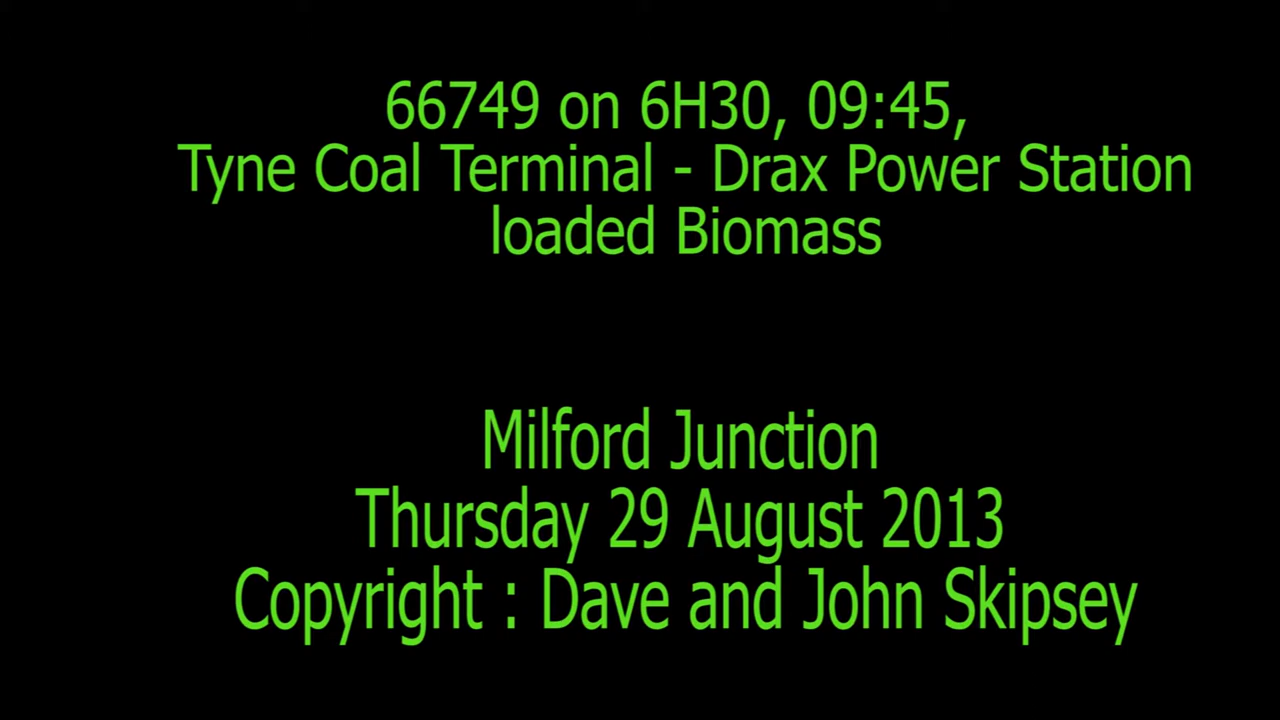 66749 on 6H30, 09:45,
Tyne Coal Terminal - Drax Power Station
loaded Biomass
Milford Junction
Thursday 29 August 2013
Copyright : Dave and John Skipsey